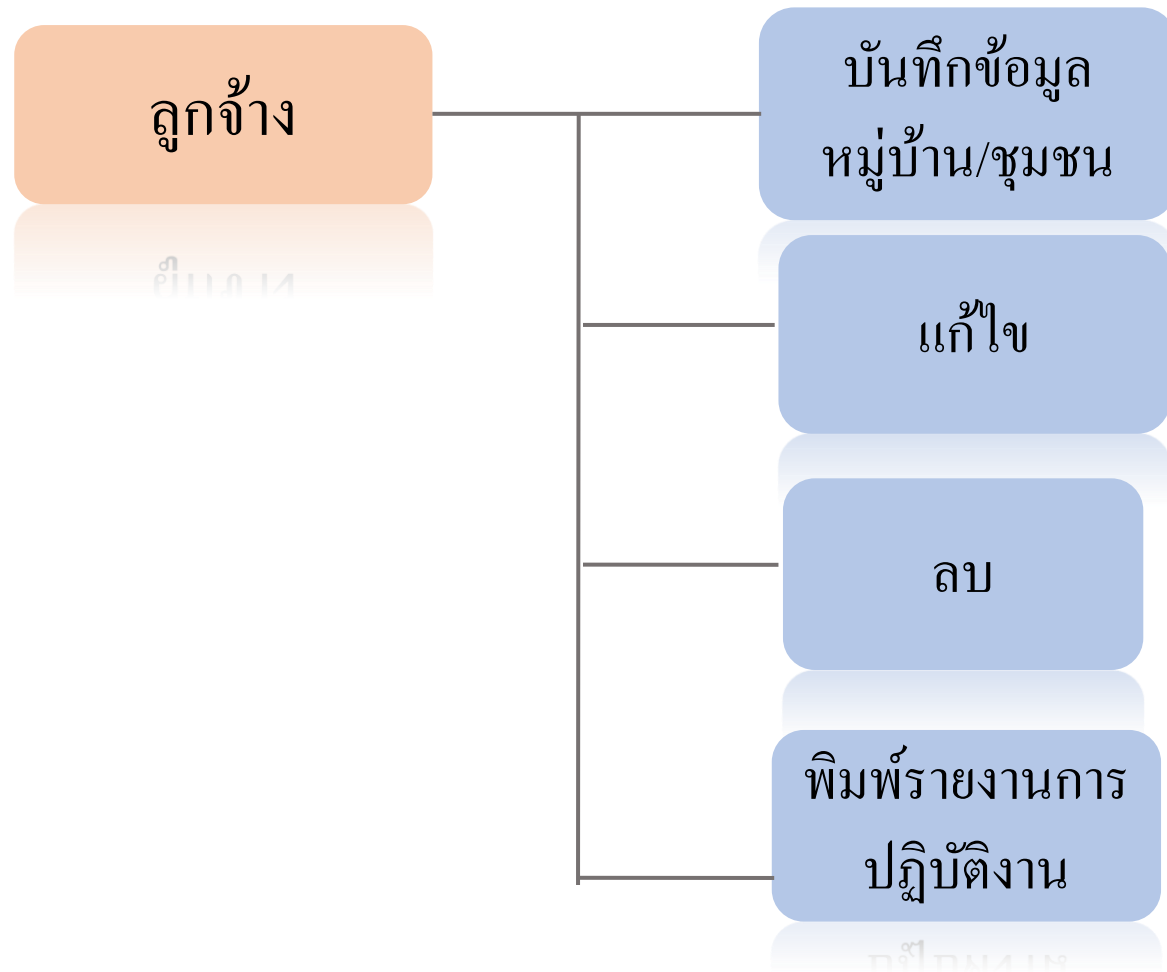 ลูกจ้าง
บันทึกข้อมูล
หมู่บ้าน/ชุมชน
แก้ไข
ลบ
พิมพ์รายงานการ
ปฏิบัติงาน